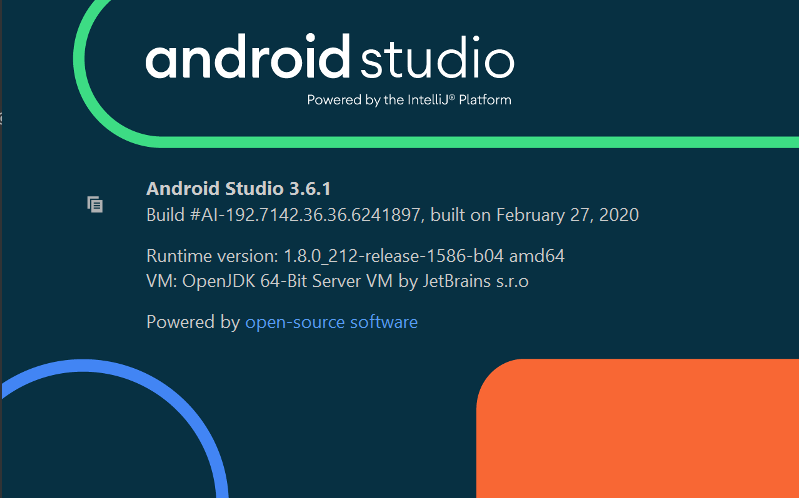 android studio
Powered by the IntelliJ® Platform
Android Studio 3.6.1
Build #AI-192.7142.36.36.6241897, built on February 27, 2020
Runtime version: 1.8.0_212-release-1586-b04 amd64
VM: OpenJDK 64-Bit Server VM by JetBrains s.r.o
Powered by open-source software